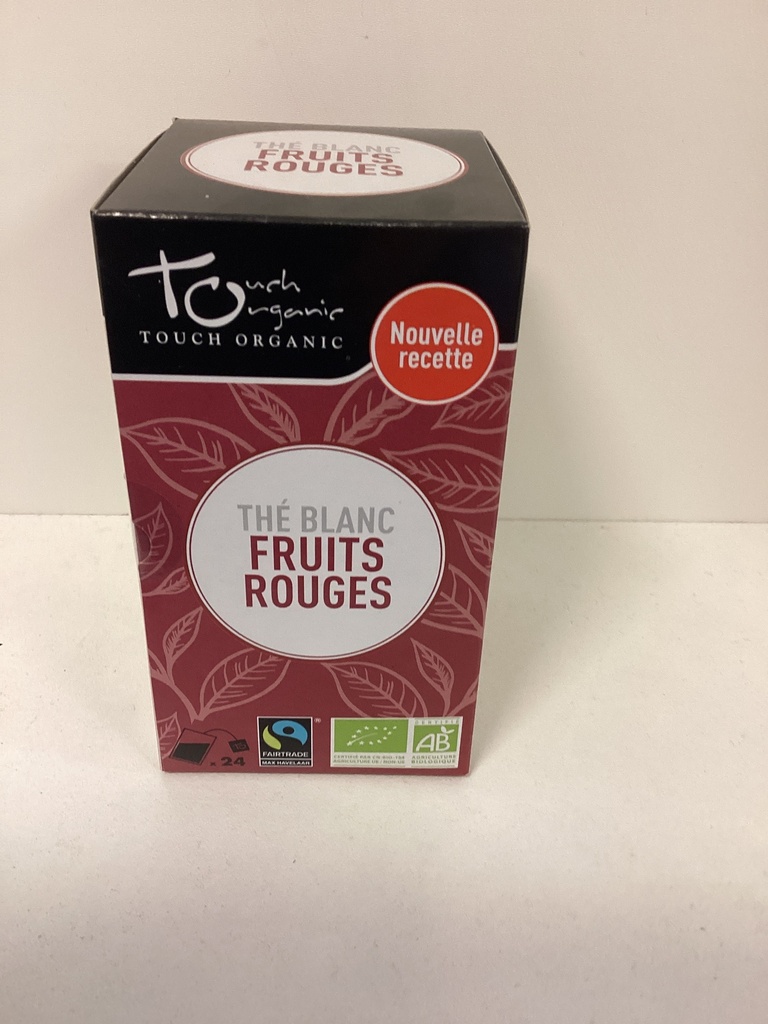 THÉ BLANC
FRUITS
ROUGES
Touch
Organic
TOUCH ORGANIC
Nouvelle
recette
THÉ BLANC
FRUITS
ROUGES
x 24
FAIRTRADE
MAX HAVELAAR
®
CERTIFIÉ
AB
AGRICULTURE
BIOLOGIQUE